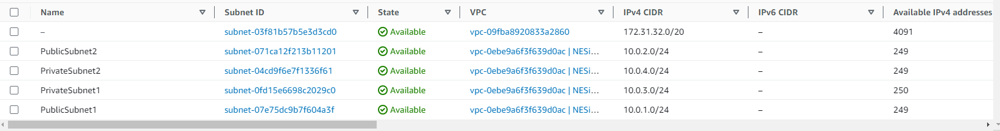 Name Subnet ID State VPC IPv4 CIDR IPv6 CIDR Available IPv4 addresses
– subnet-03f81b57b5e3d3cd0 Available vpc-09fba8920833a2860 172.31.32.0/20 – 4091
PublicSubnet2 subnet-071ca12f213b11201 Available vpc-0ebe9a6f3f639d0ac | NESi... 10.0.2.0/24 – 249
PrivateSubnet2 subnet-04cd9f6e7f1336f61 Available vpc-0ebe9a6f3f639d0ac | NESi... 10.0.4.0/24 – 249
PrivateSubnet1 subnet-0fd15e6698c2029c0 Available vpc-0ebe9a6f3f639d0ac | NESi... 10.0.3.0/24 – 250
PublicSubnet1 subnet-07e75dc9b7f604a3f Available vpc-0ebe9a6f3f639d0ac | NESi... 10.0.1.0/24 – 249